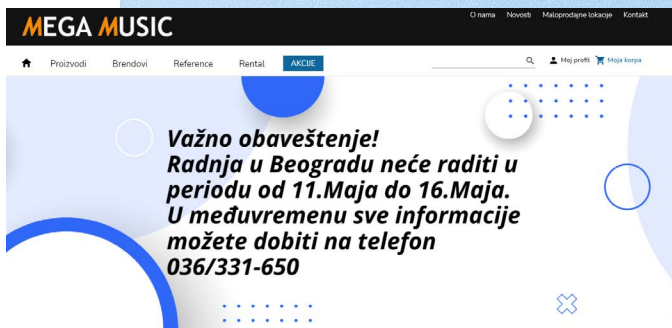 MEGA MUSIC
O nama Novosti Maloprodajne lokacije Kontakt
Proizvodi Brendovi Reference Rental AKCIJE
Moj profil Moja korpa
Važno obaveštenje!
Radnja u Beogradu neće raditi u
periodu od 11.Maja do 16.Maja.
U međuvremenu sve informacije
možete dobiti na telefon
036/331-650